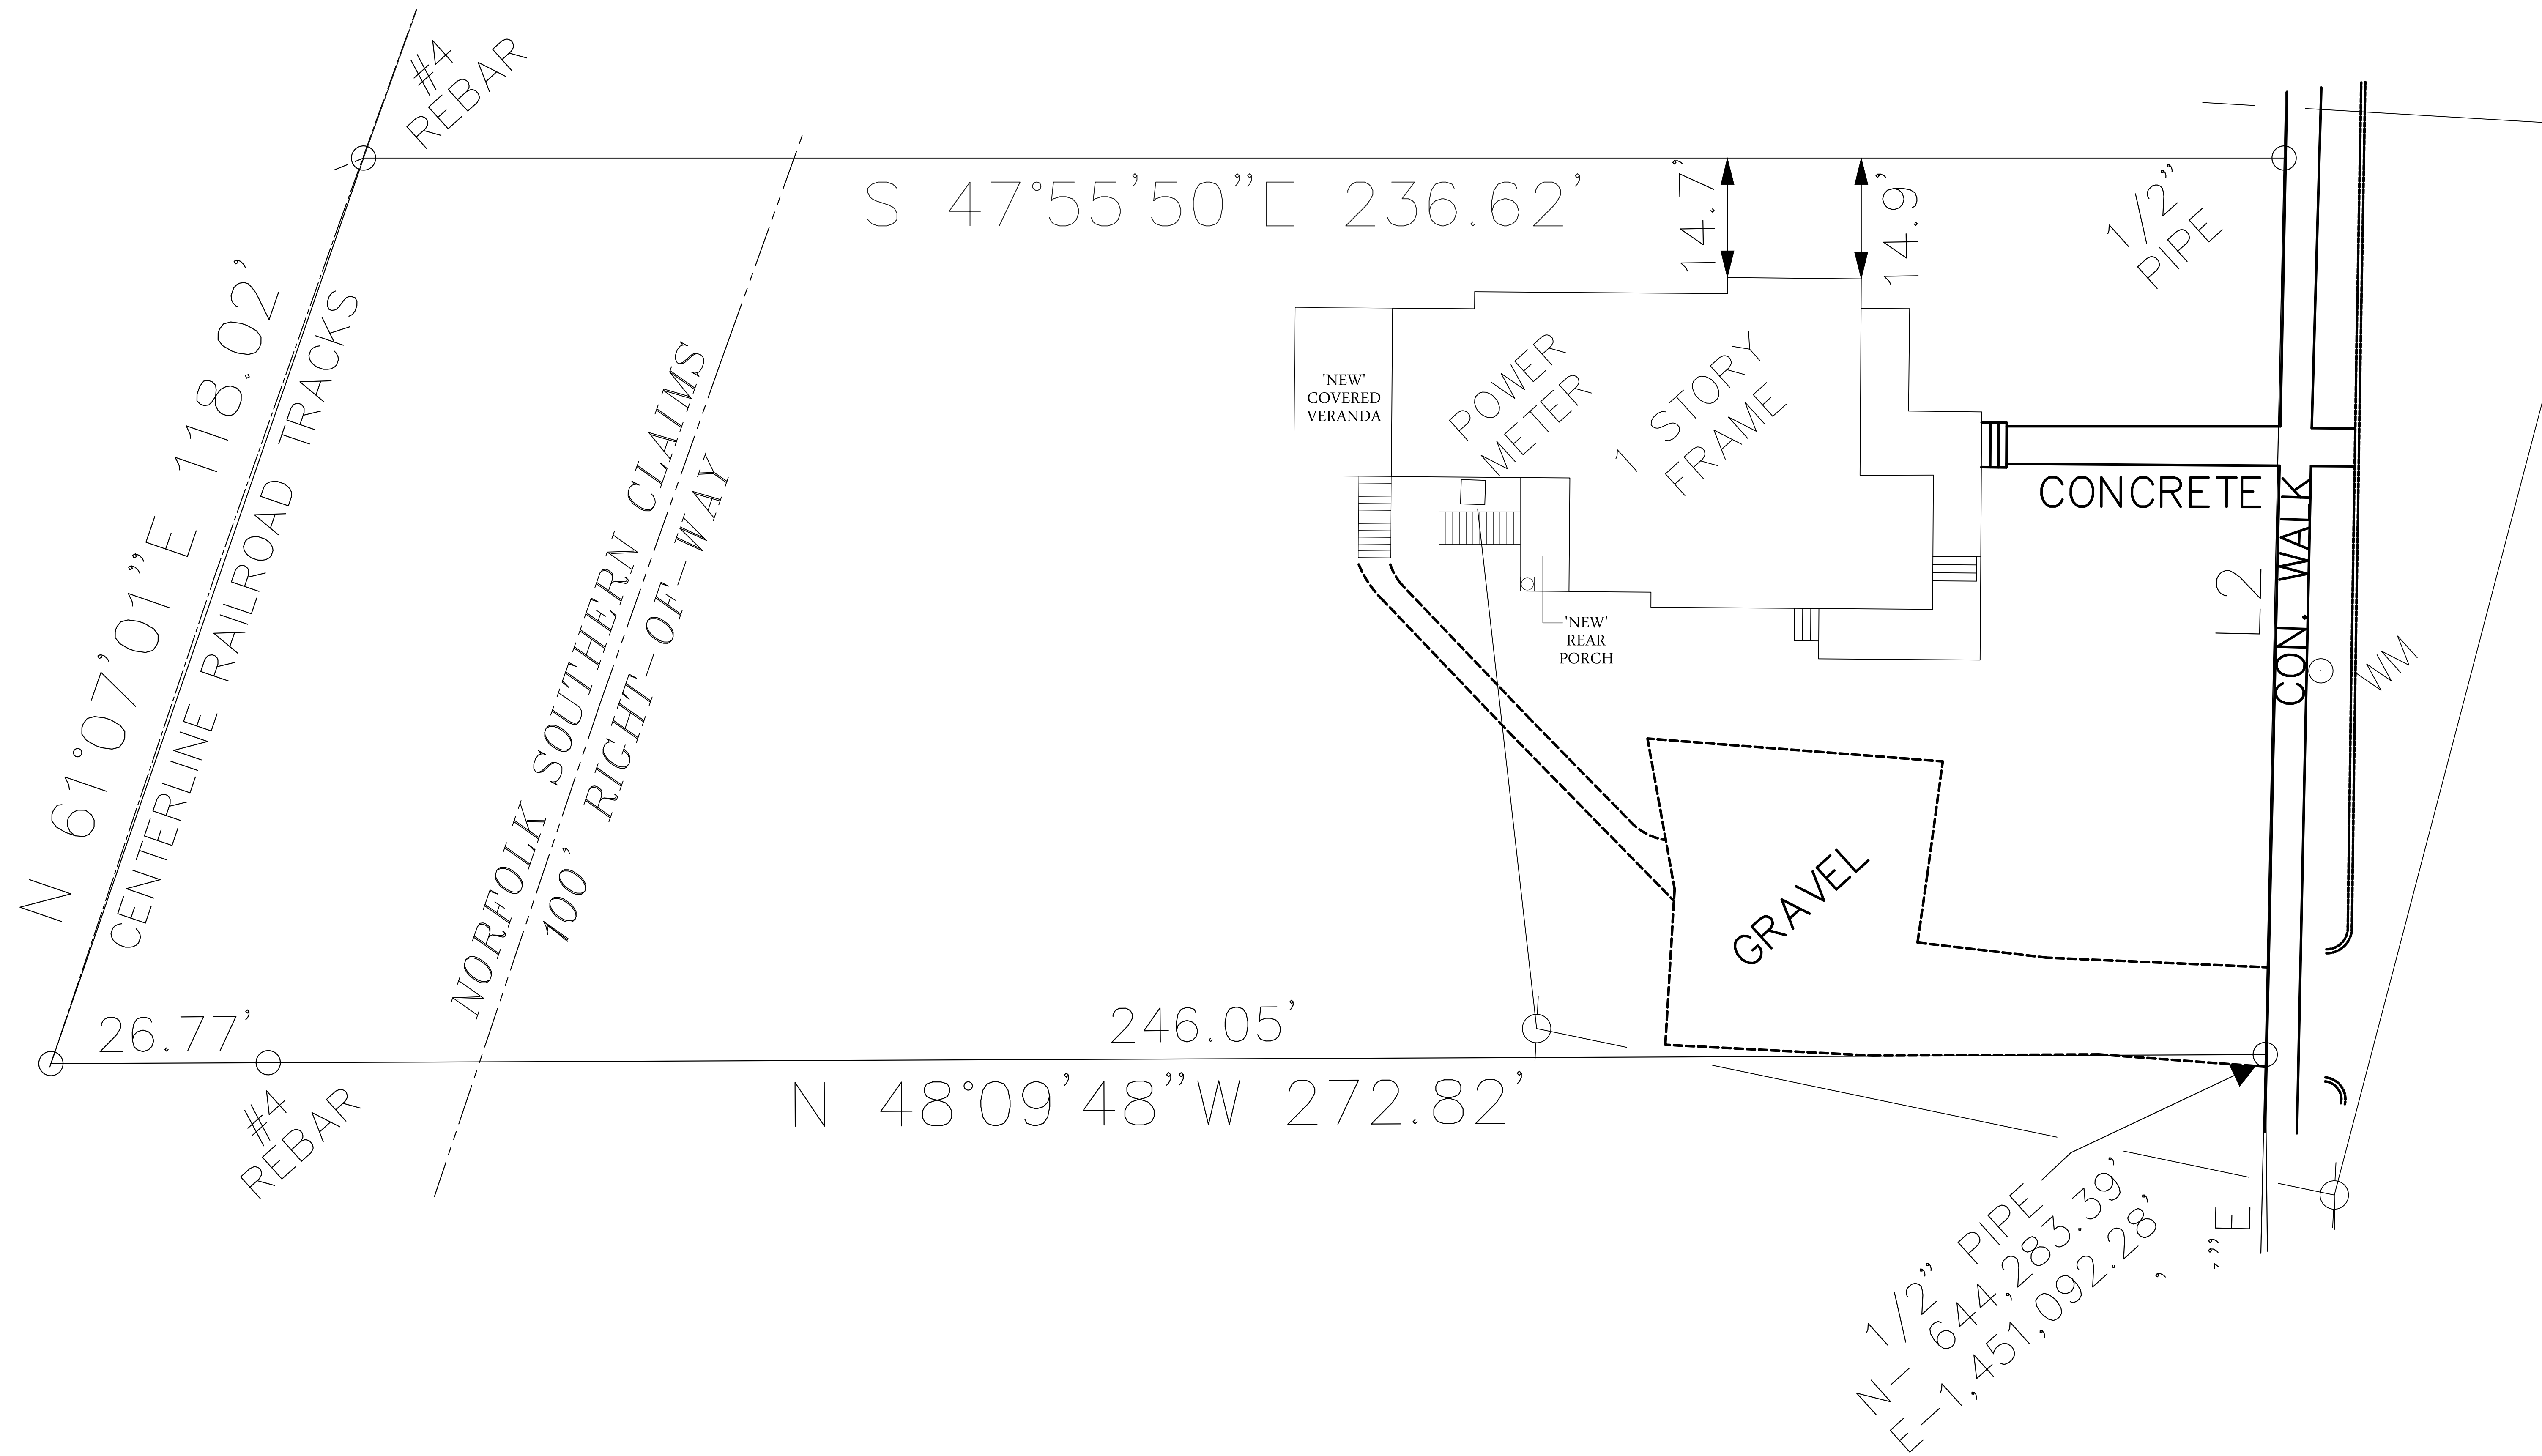 #4
REBAR
S 47°55'50"E 236.62'
14.7'
14.9'
1/2"
PIPE
N 61°07'01"E 118.02'
CENTERLINE RAILROAD TRACKS
NORFOLK SOUTHERN CLAIMS
100' RIGHT-OF-WAY
'NEW'
COVERED
VERANDA
POWER
METER
1 STORY
FRAME
CONCRETE
CON. WALK
L2
WM
'NEW'
REAR
PORCH
GRAVEL
26.77'
246.05'
#4
REBAR
N 48°09'48"W 272.82'
1/2" PIPE
N- 644,283.39'
E-1,451,092.28'
"E